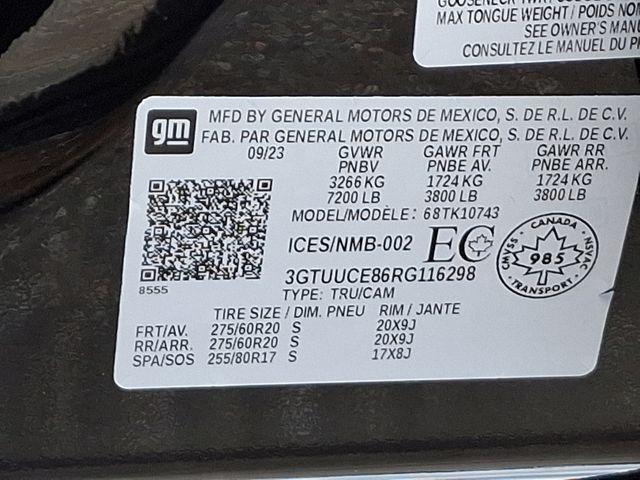 MAX TONGUE WEIGHT / POIDS
SEE OWNER'S
CONSULTEZ LE MANUEL DU
gm
MFD BY GENERAL MOTORS DE MEXICO, S. DE R.L. DE C.V.
FAB. PAR GENERAL MOTORS DE MEXICO, S. DE R.L. DE C.V.
09/23 GVWR GAWR FRT GAWR RR
PNBV PNBE AV. PNBE ARR.
3266 KG 1724 KG 1724 KG
7200 LB 3800 LB 3800 LB
MODEL/MODÈLE: 68TK10743
ICES/NMB-002 EC
CANADA
CMVSS 985 NSVAC
TRANSPORT
3GTUUCE86RG116298
8555
TYPE: TRU/CAM
TIRE SIZE / DIM. PNEU RIM / JANTE
FRT/AV. 275/60R20 S 20X9J
RR/ARR. 275/60R20 S 20X9J
SPA/SOS 255/80R17 S 17X8J